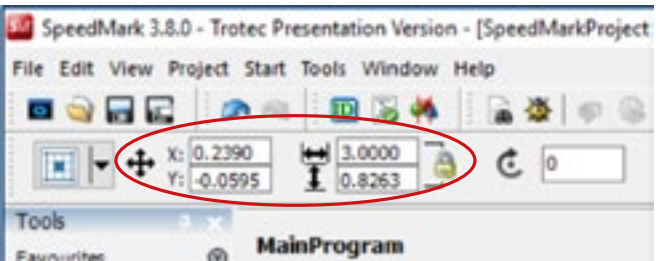 SpeedMark 3.8.0 - Trotec Presentation Version - [SpeedMarkProject
File Edit View Project Start Tools Window Help
X: 0.2390 3.0000
Y: -0.0595 0.8263
0
Tools
Favourites
MainProgram